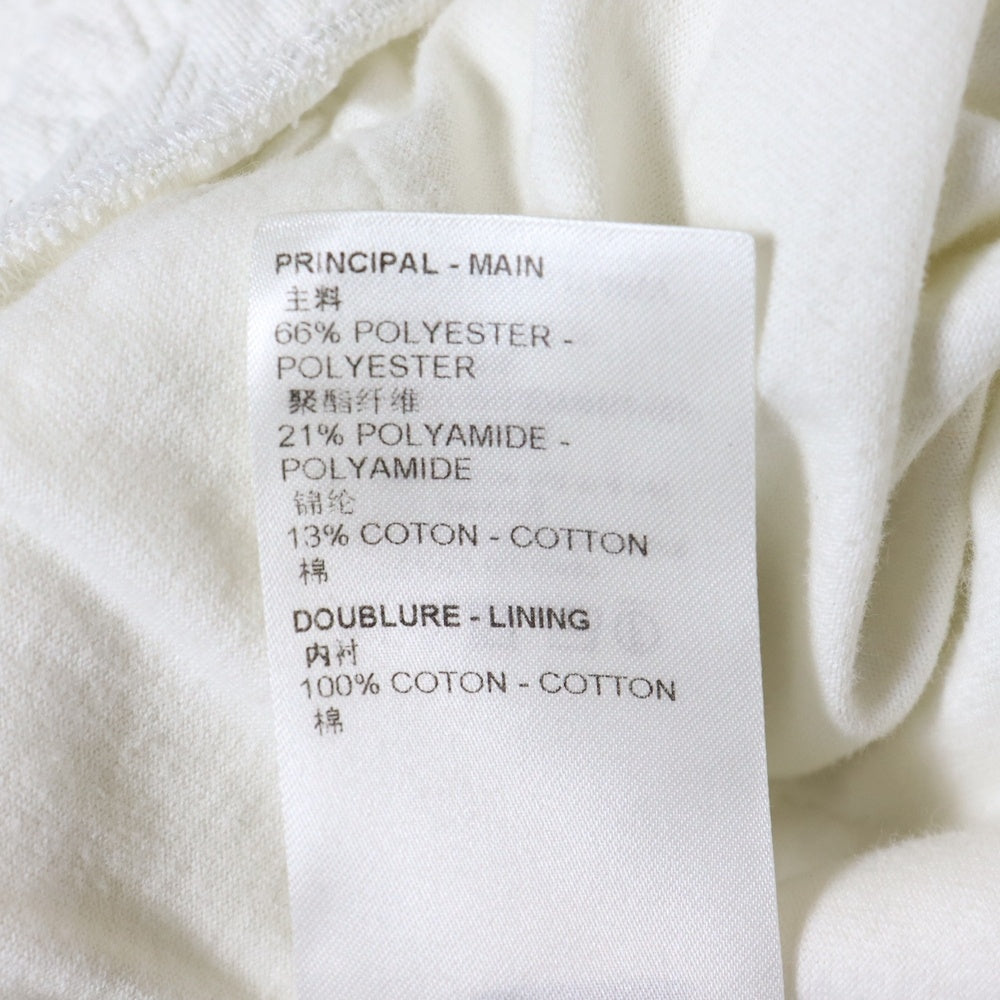 PRINCIPAL - MAIN
主料
66% POLYESTER -
POLYESTER
聚酯纤维
21% POLYAMIDE -
POLYAMIDE
锦纶
13% COTON - COTTON
棉
DOUBLURE - LINING
内衬
100% COTON - COTTON
棉